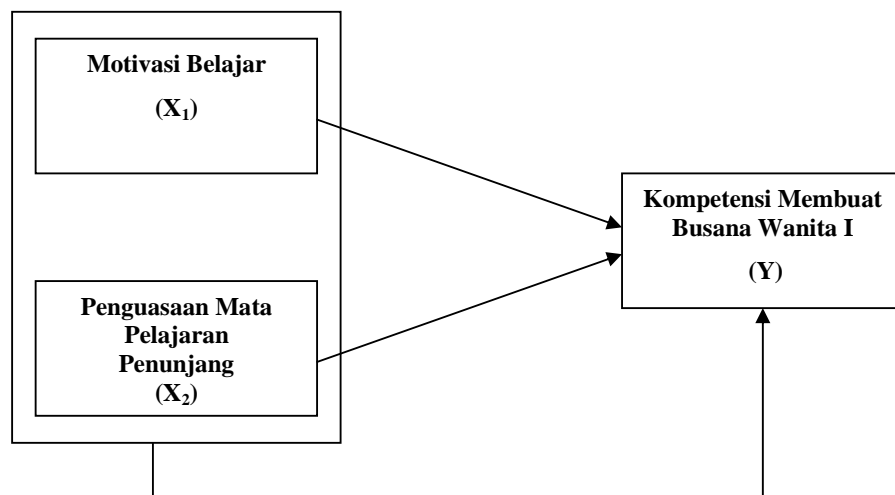 Motivasi Belajar
(X₁)
Penguasaan Mata
Pelajaran
Penunjang
(X₂)
Kompetensi Membuat
Busana Wanita I
(Y)